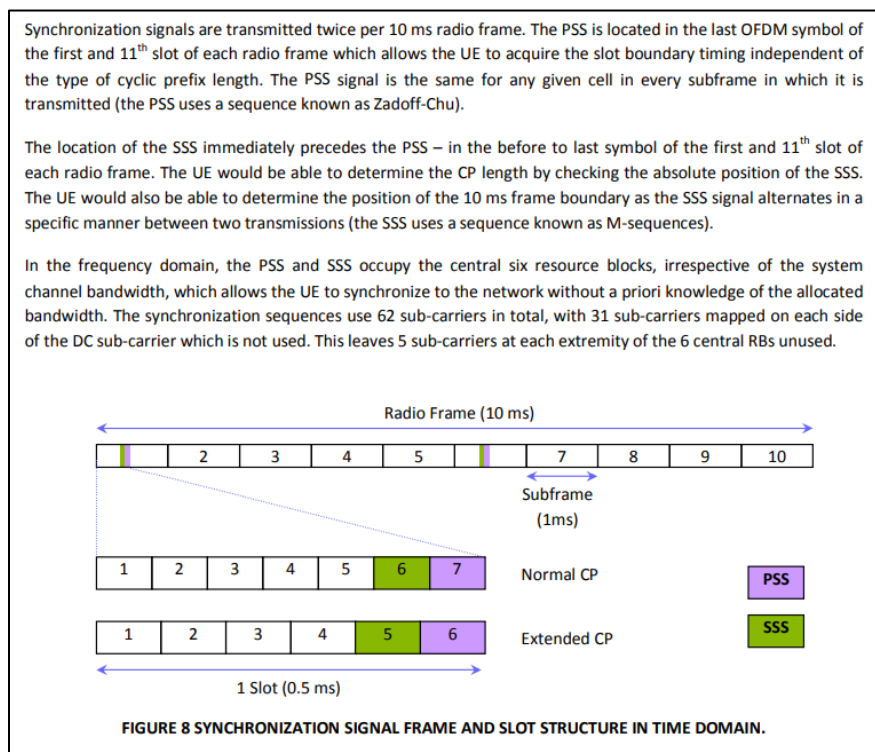 Synchronization signals are transmitted twice per 10 ms radio frame. The PSS is located in the last OFDM symbol of
the first and 11th slot of each radio frame which allows the UE to acquire the slot boundary timing independent of
the type of cyclic prefix length. The PSS signal is the same for any given cell in every subframe in which it is
transmitted (the PSS uses a sequence known as Zadoff-Chu).
The location of the SSS immediately precedes the PSS – in the before to last symbol of the first and 11th slot of
each radio frame. The UE would be able to determine the CP length by checking the absolute position of the SSS.
The UE would also be able to determine the position of the 10 ms frame boundary as the SSS signal alternates in a
specific manner between two transmissions (the SSS uses a sequence known as M-sequences).
In the frequency domain, the PSS and SSS occupy the central six resource blocks, irrespective of the system
channel bandwidth, which allows the UE to synchronize to the network without a priori knowledge of the allocated
bandwidth. The synchronization sequences use 62 sub-carriers in total, with 31 sub-carriers mapped on each side
of the DC sub-carrier which is not used. This leaves 5 sub-carriers at each extremity of the 6 central RBs unused.
Radio Frame (10 ms)
2 3 4 5 7 8 9 10
Subframe
(1ms)
1 2 3 4 5 6 7 Normal CP PSS
1 2 3 4 5 6 Extended CP SSS
1 Slot (0.5 ms)
FIGURE 8 SYNCHRONIZATION SIGNAL FRAME AND SLOT STRUCTURE IN TIME DOMAIN.